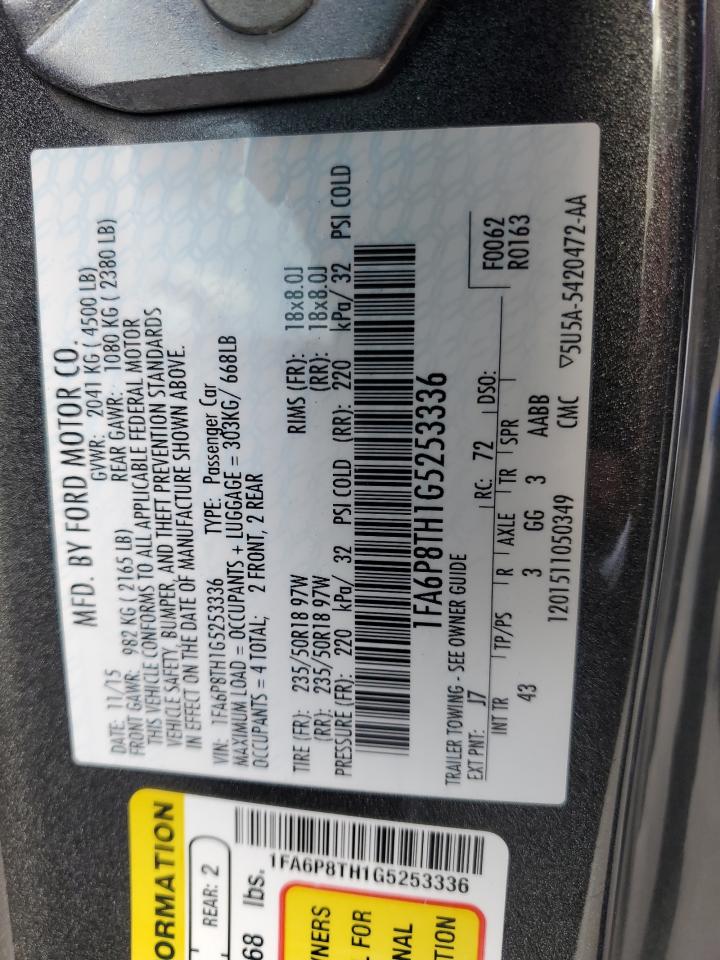 MFD. BY FORD MOTOR CO.
DATE: 11/15 GVWR: 2041 KG ( 4500 LB)
FRONT GAWR: 982 KG ( 2165 LB) REAR GAWR: 1080 KG ( 2380 LB)
THIS VEHICLE CONFORMS TO ALL APPLICABLE FEDERAL MOTOR
VEHICLE SAFETY, BUMPER, AND THEFT PREVENTION STANDARDS
IN EFFECT ON THE DATE OF MANUFACTURE SHOWN ABOVE.
VIN: 1FA6P8TH1G5253336 TYPE: Passenger Car
MAXIMUM LOAD = OCCUPANTS + LUGGAGE = 303KG/ 668LB
OCCUPANTS = 4 TOTAL; 2 FRONT, 2 REAR
TIRE (FR): 235/50R18 97W RIMS (FR): 18x8.0J
(RR): 235/50R18 97W (RR): 18x8.0J
PRESSURE (FR): 220 kPa/ 32 PSI COLD (RR): 220 kPa/ 32 PSI COLD
1FA6P8TH1G5253336
TRAILER TOWING - SEE OWNER GUIDE
EXT PNT: J7 RC: 72 DSO: F0062
R0163
INT TR TP/PS R AXLE TR SPR
43 3 GG 3 AABB
1201511050349 CMC ▽5U5A-5420472-AA
ORMATION
REAR: 2
68 lbs.
1FA6P8TH1G5253336
NERS
FOR
NAL
TION